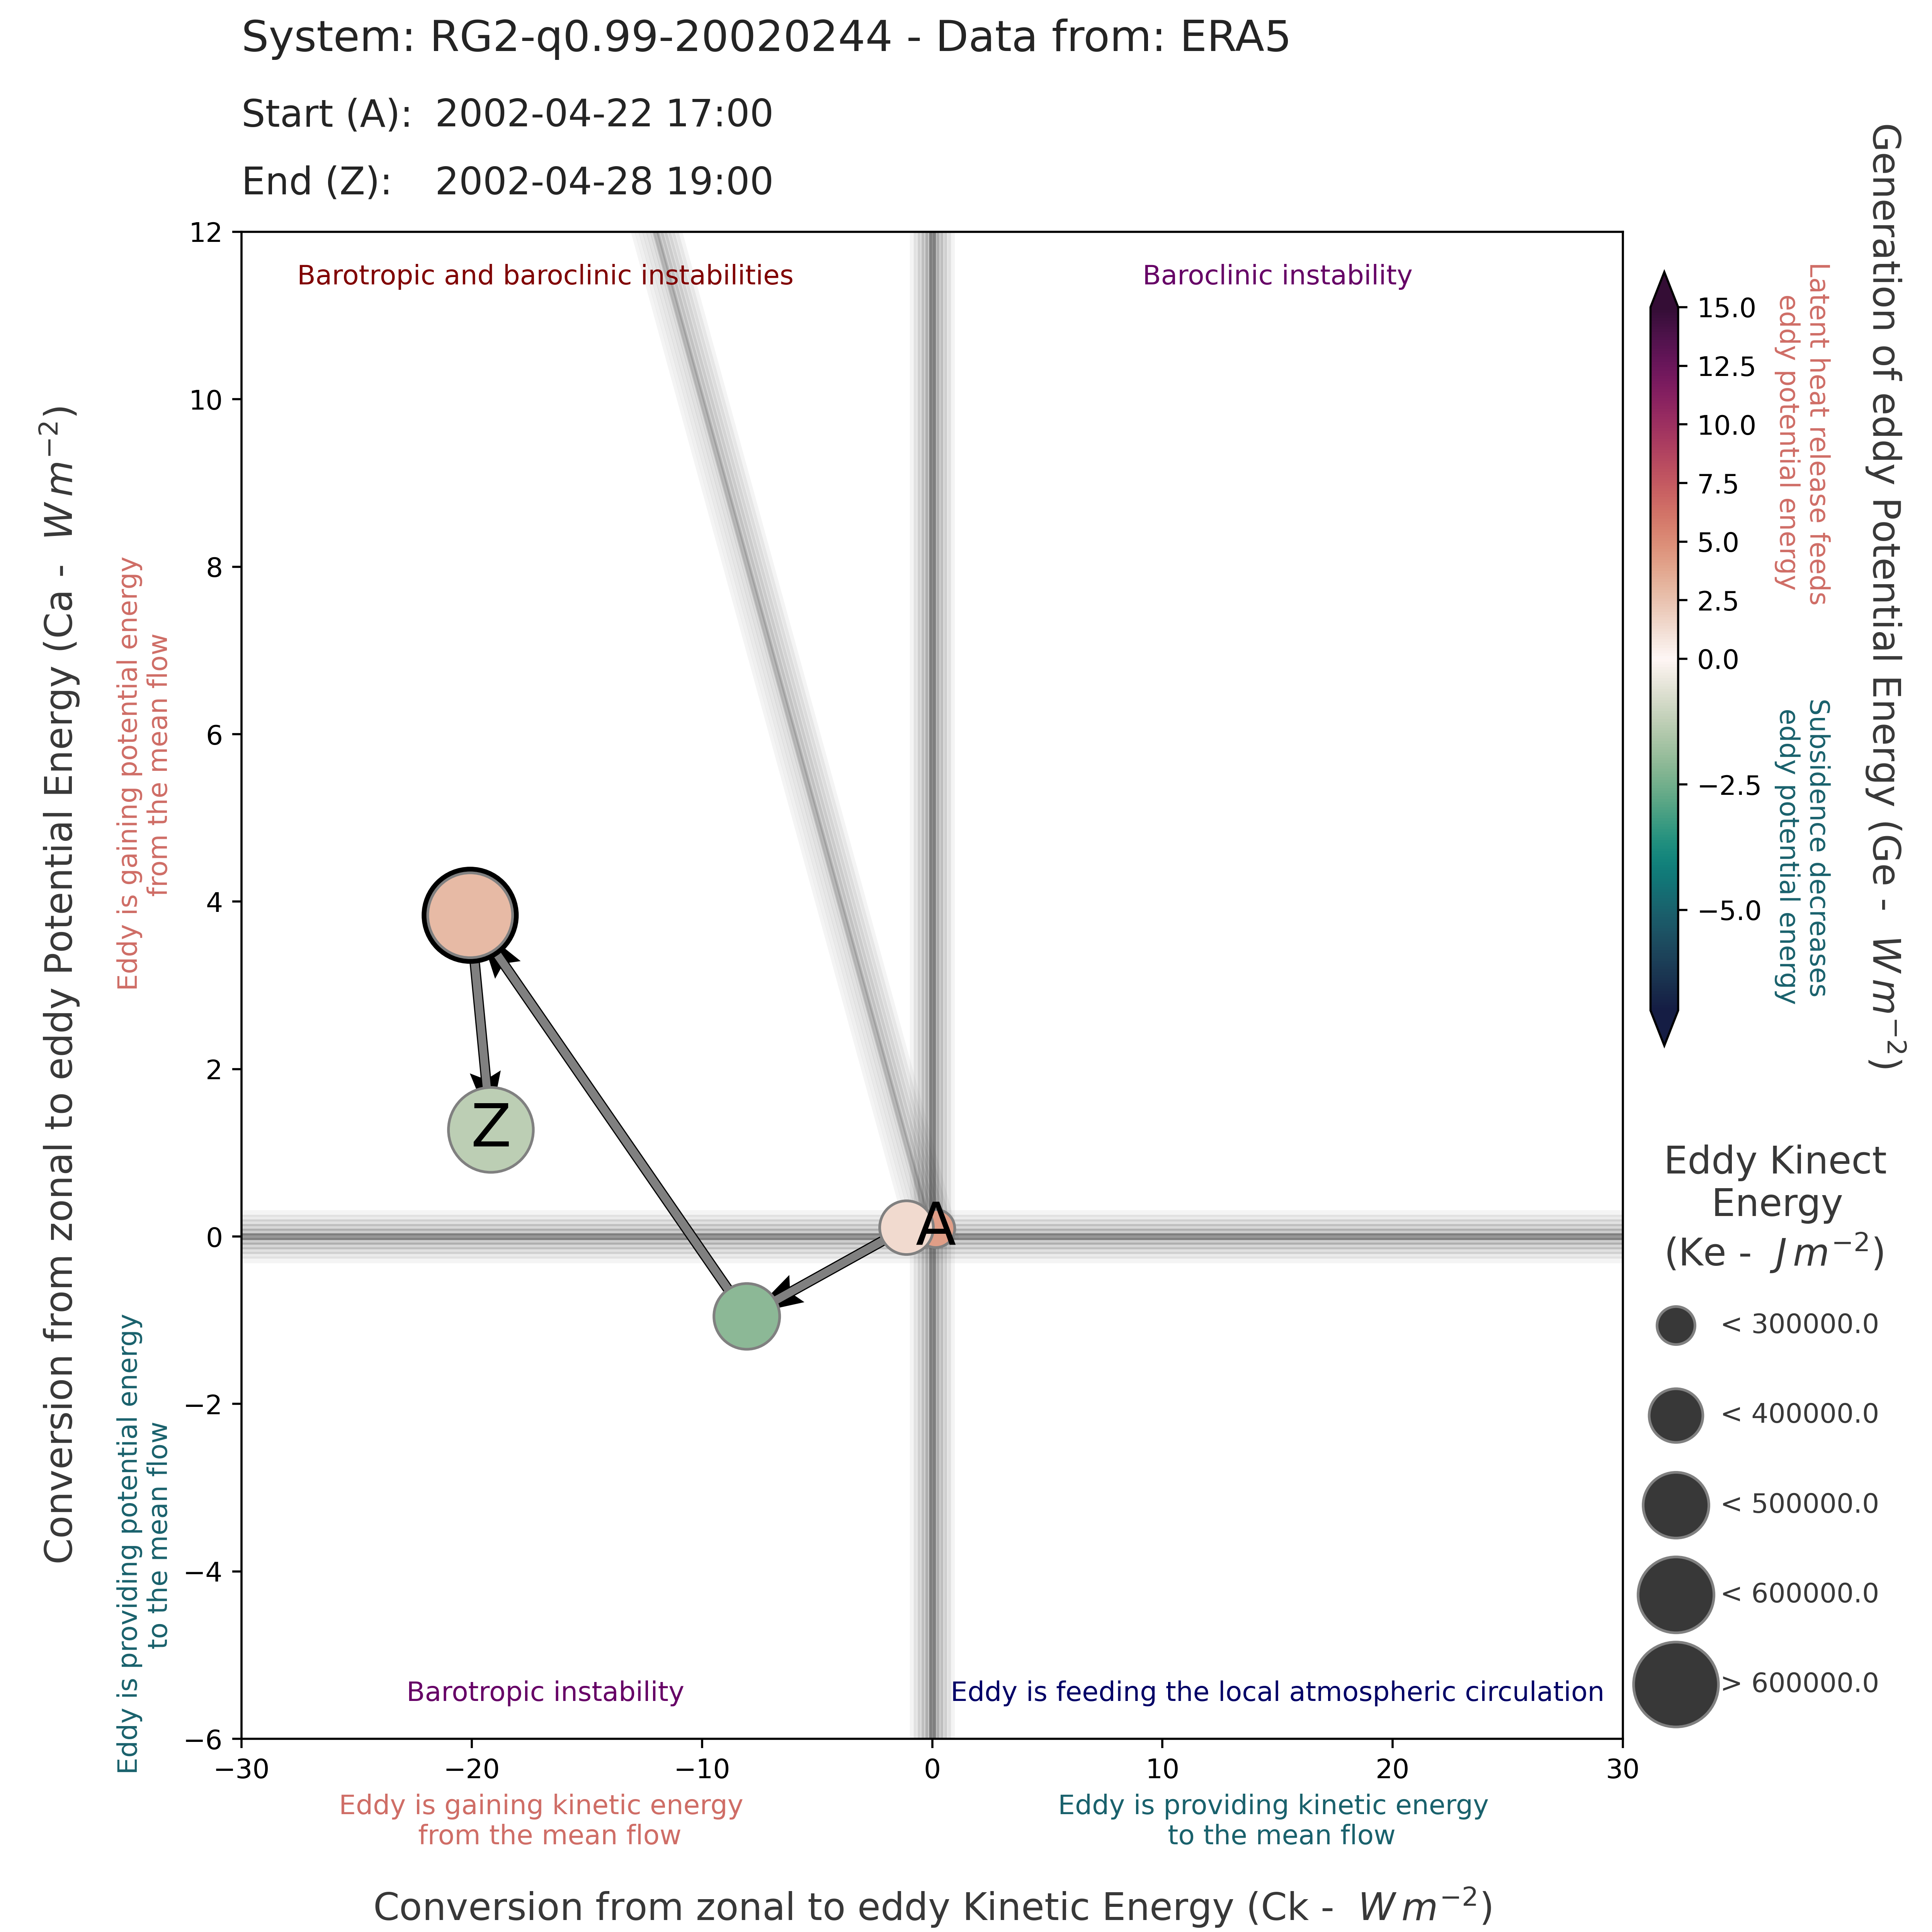 System: RG2-q0.99-20020244 - Data from: ERA5
Start (A): 2002-04-22 17:00
End (Z): 2002-04-28 19:00
Conversion from zonal to eddy Potential Energy (Ca - W m⁻²)
Eddy is gaining potential energy
from the mean flow
Eddy is providing potential energy
to the mean flow
12
10
8
6
4
2
0
−2
−4
−6
Barotropic and baroclinic instabilities
Baroclinic instability
Z
A
Barotropic instability
Eddy is feeding the local atmospheric circulation
−30
−20
−10
0
10
20
30
Eddy is gaining kinetic energy
from the mean flow
Eddy is providing kinetic energy
to the mean flow
Conversion from zonal to eddy Kinetic Energy (Ck - W m⁻²)
15.0
12.5
10.0
7.5
5.0
2.5
0.0
−2.5
−5.0
Latent heat release feeds
eddy potential energy
Subsidence decreases
eddy potential energy
Generation of eddy Potential Energy (Ge - W m⁻²)
Eddy Kinect
Energy
(Ke - J m⁻²)
< 300000.0
< 400000.0
< 500000.0
< 600000.0
> 600000.0